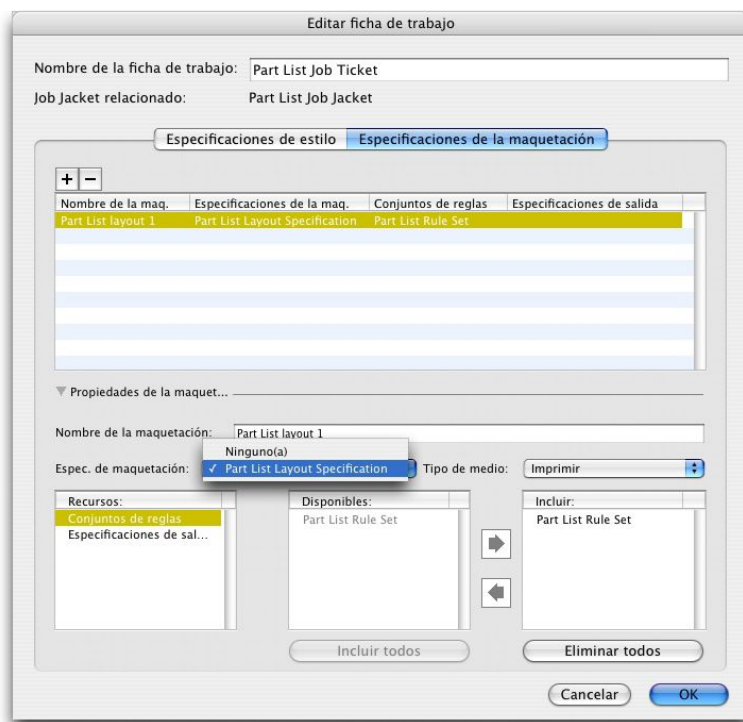 Editar ficha de trabajo
Nombre de la ficha de trabajo: Part List Job Ticket
Job Jacket relacionado: Part List Job Jacket
Especificaciones de estilo Especificaciones de la maquetación
+ −
Nombre de la maq. Especificaciones de la maq. Conjuntos de reglas Especificaciones de salida
Part List layout 1 Part List Layout Specification Part List Rule Set
Propiedades de la maquet...
Nombre de la maquetación: Part List layout 1
Ninguno(a)
Espec. de maquetación: ✓ Part List Layout Specification Tipo de medio: Imprimir
Recursos: Disponibles: Incluir:
Conjuntos de reglas Part List Rule Set Part List Rule Set
Especificaciones de sal...
Incluir todos Eliminar todos
Cancelar OK